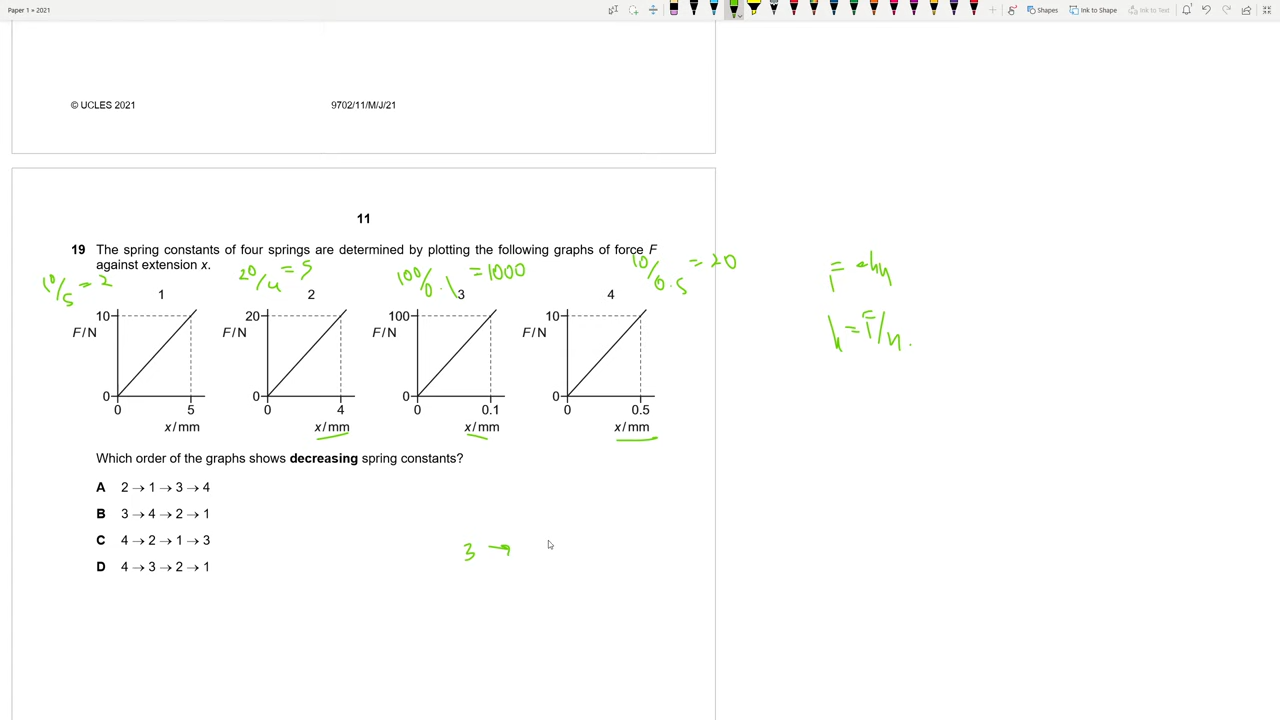 Paper 1 » 2021
Shapes
Ink to Shape
Ink to Text
© UCLES 2021
9702/11/M/J/21
11
19 The spring constants of four springs are determined by plotting the following graphs of force F
against extension x.
10/5 = 2
20/4 = 5
100/0.1 = 1000
10/0.5 = 20
1
2
3
4
10
F/N
0
0
5
x/mm
20
F/N
0
0
4
x/mm
100
F/N
0
0
0.1
x/mm
10
F/N
0
0
0.5
x/mm
Which order of the graphs shows decreasing spring constants?
A 2 → 1 → 3 → 4
B 3 → 4 → 2 → 1
C 4 → 2 → 1 → 3
D 4 → 3 → 2 → 1
3 →